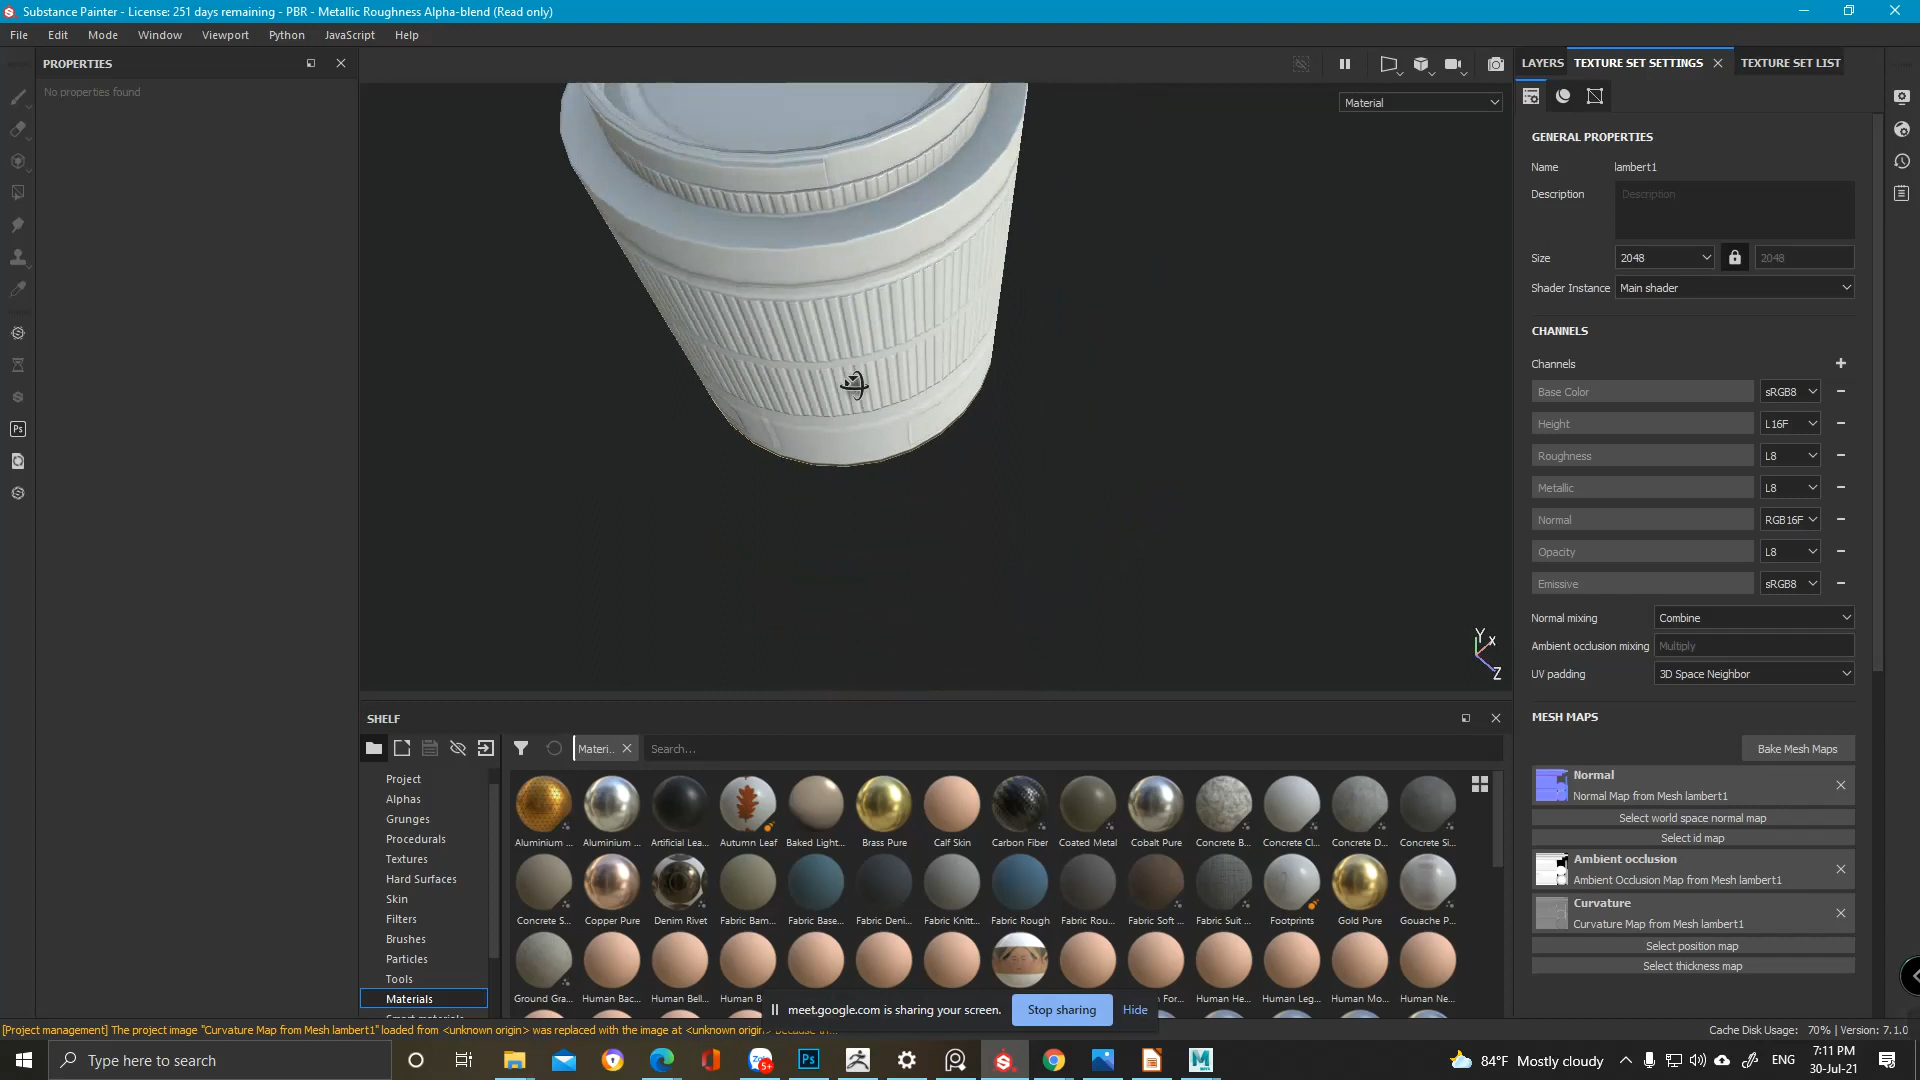 Substance Painter - License: 251 days remaining - PBR - Metallic Roughness Alpha-blend (Read only)
File Edit Mode Window Viewport Python JavaScript Help
PROPERTIES
No properties found
Material
LAYERS TEXTURE SET SETTINGS TEXTURE SET LIST
GENERAL PROPERTIES
Name lambert1
Description Description
Size 2048 2048
Shader Instance Main shader
CHANNELS
Channels
Base Color sRGB8
Height L16F
Roughness L8
Metallic L8
Normal RGB16F
Opacity L8
Emissive sRGB8
Normal mixing Combine
Ambient occlusion mixing Multiply
UV padding 3D Space Neighbor
MESH MAPS
Bake Mesh Maps
Normal
Normal Map from Mesh lambert1
Select world space normal map
Select id map
Ambient occlusion
Ambient Occlusion Map from Mesh lambert1
Curvature
Curvature Map from Mesh lambert1
Select position map
Select thickness map
Y X
Z
SHELF
Materi.. Search...
Project
Alphas
Grunges
Procedurals
Textures
Hard Surfaces
Skin
Filters
Brushes
Particles
Tools
Materials
Aluminium ... Aluminium ... Artificial Lea... Autumn Leaf Baked Light... Brass Pure Calf Skin Carbon Fiber Coated Metal Cobalt Pure Concrete B... Concrete Cl... Concrete D... Concrete Si...
Concrete S... Copper Pure Denim Rivet Fabric Bam... Fabric Base... Fabric Deni... Fabric Knitt... Fabric Rough Fabric Rou... Fabric Soft ... Fabric Suit ... Footprints Gold Pure Gouache P...
Ground Gra... Human Bac... Human Bell... Human B For... Human He... Human Leg... Human Mo... Human Ne...
meet.google.com is sharing your screen. Stop sharing Hide
[Project management] The project image "Curvature Map from Mesh lambert1" loaded from <unknown origin> was replaced with the image at <unknown origin
Cache Disk Usage: 70% | Version: 7.1.0
Type here to search
Ps
84°F Mostly cloudy ENG
7:11 PM
30-Jul-21